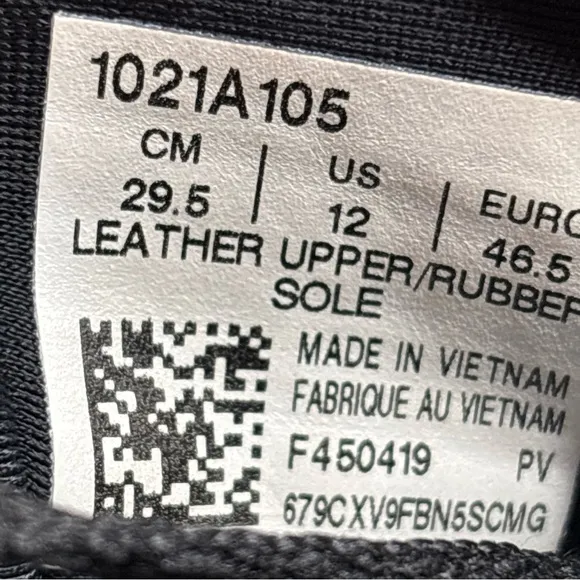 1021A105
CM | US | EURO
29.5 | 12 | 46.5
LEATHER UPPER/RUBBER
SOLE
MADE IN VIETNAM
FABRIQUE AU VIETNAM
F450419 PV
679CXV9FBN5SCMG